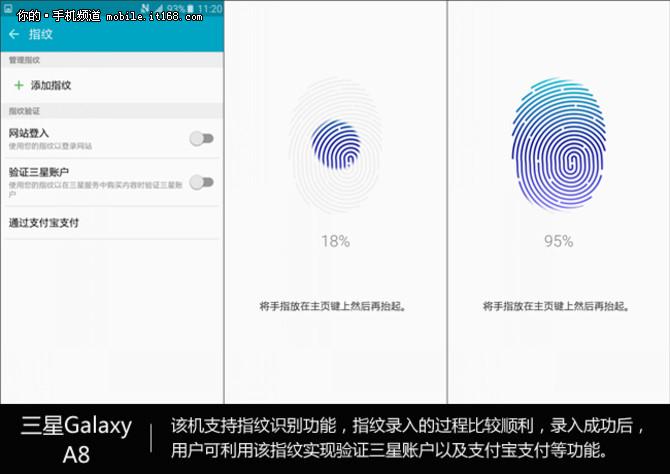 你的·手机频道 mobile.it168.com
93% 11:20
指纹
管理指纹
添加指纹
指纹验证
网站登入
使用您的指纹以登录网站
验证三星账户
使用您的指纹以在三星服务中购买内容时验证三星账
户
通过支付宝支付
18%
将手指放在主页键上然后再抬起。
95%
将手指放在主页键上然后再抬起。
三星Galaxy
A8
该机支持指纹识别功能，指纹录入的过程比较顺利，录入成功后，
用户可利用该指纹实现验证三星账户以及支付宝支付等功能。